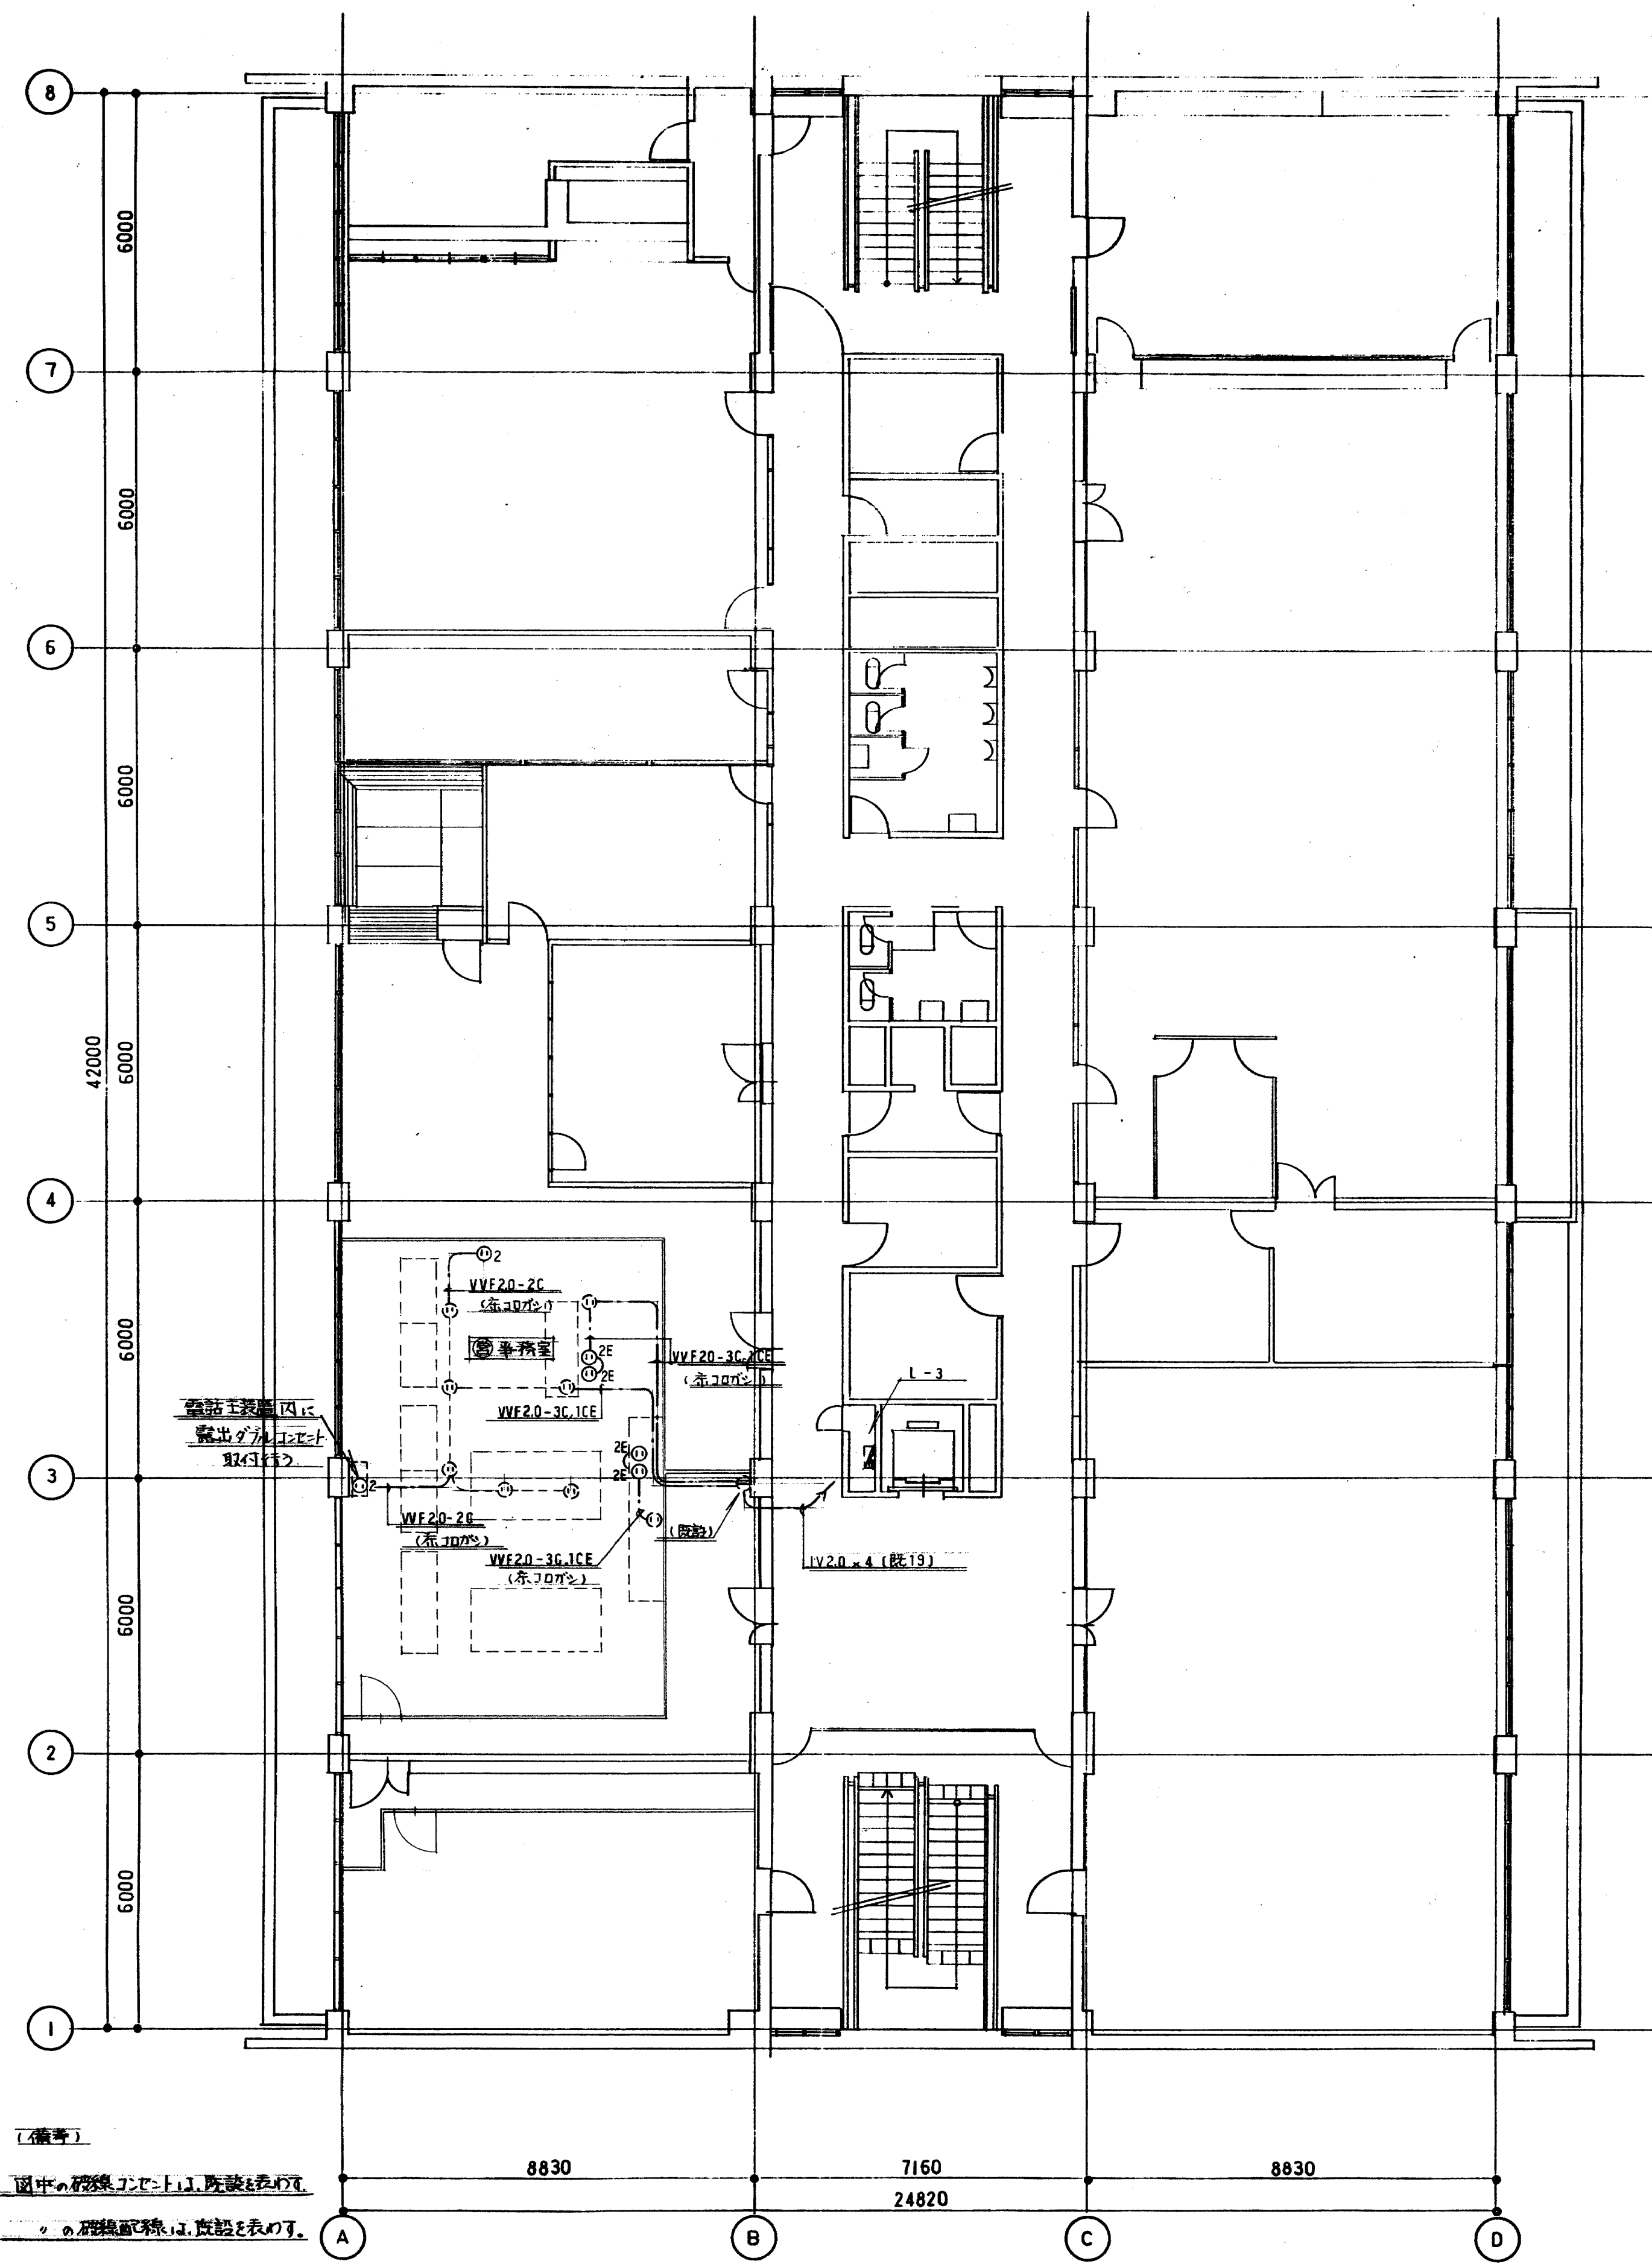 8
6000
7
6000
6
6000
5
42000
6000
4
2
VVF2.0-2C
(床コロガシ)
6000
事務室
2E
2E
VVF2.0-3C,1CE
(床コロガシ)
L-3
電話主装置内に
露出ダブルコンセント
取付行う
VVF2.0-3C,1CE
2E
2E
3
2
VVF2.0-2C
(床コロガシ)
(既設)
VVF2.0-3C,1CE
(床コロガシ)
IV2.0×4 (既19)
6000
2
6000
1
(備考)
図中の破線コンセントは、既設を表わす。
〃 の破線配線は、既設を表わす。
8830
7160
8830
24820
A
B
C
D